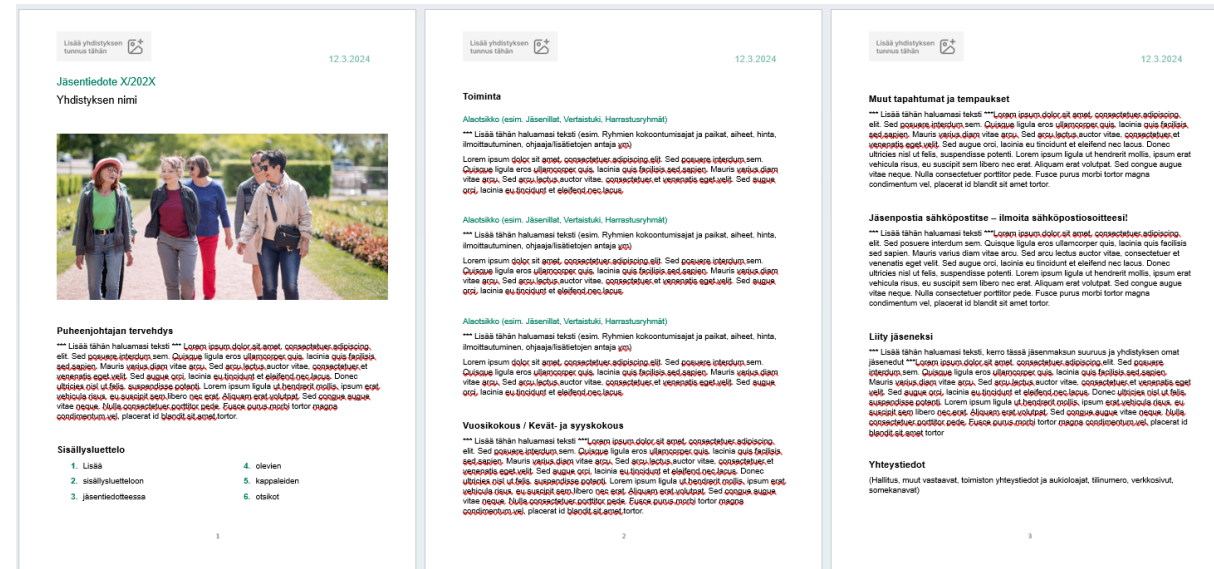 Lisää yhdistyksen
tunnus tähän
12.3.2024
Jäsentiedote X/202X
Yhdistyksen nimi
Puheenjohtajan tervehdys
*** Lisää tähän haluamasi teksti *** Lorem ipsum dolor sit amet, consectetuer adipiscing
elit. Sed posuere interdum sem. Quisque ligula eros ullamcorper quis, lacinia quis facilisis
sed sapien. Mauris varius diam vitae arcu. Sed arcu lectus auctor vitae, consectetuer et
venenatis eget velit. Sed augue orci, lacinia eu tincidunt et eleifend nec lacus. Donec
ultricies nisl ut felis, suspendisse potenti. Lorem ipsum ligula ut hendrerit mollis, ipsum erat
vehicula risus, eu suscipit sem libero nec erat. Aliquam erat volutpat. Sed congue augue
vitae neque. Nulla consectetuer porttitor pede. Fusce purus morbi tortor magna
condimentum vel, placerat id blandit sit amet tortor.
Sisällysluettelo
1. Lisää
2. sisällysluetteloon
3. jäsentiedotteessa
4. olevien
5. kappaleiden
6. otsikot
1
Lisää yhdistyksen
tunnus tähän
12.3.2024
Toiminta
Alaotsikko (esim. Jäsenillat, Vertaistuki, Harrastusryhmät)
*** Lisää tähän haluamasi teksti (esim. Ryhmien kokoontumisajat ja paikat, aiheet, hinta,
ilmoittautuminen, ohjaaja/lisätietojen antaja ym)
Lorem ipsum dolor sit amet, consectetuer adipiscing elit. Sed posuere interdum sem.
Quisque ligula eros ullamcorper quis, lacinia quis facilisis sed sapien. Mauris varius diam
vitae arcu. Sed arcu lectus auctor vitae, consectetuer et venenatis eget velit. Sed augue
orci, lacinia eu tincidunt et eleifend nec lacus.
Alaotsikko (esim. Jäsenillat, Vertaistuki, Harrastusryhmät)
*** Lisää tähän haluamasi teksti (esim. Ryhmien kokoontumisajat ja paikat, aiheet, hinta,
ilmoittautuminen, ohjaaja/lisätietojen antaja ym)
Lorem ipsum dolor sit amet, consectetuer adipiscing elit. Sed posuere interdum sem.
Quisque ligula eros ullamcorper quis, lacinia quis facilisis sed sapien. Mauris varius diam
vitae arcu. Sed arcu lectus auctor vitae, consectetuer et venenatis eget velit. Sed augue
orci, lacinia eu tincidunt et eleifend nec lacus.
Alaotsikko (esim. Jäsenillat, Vertaistuki, Harrastusryhmät)
*** Lisää tähän haluamasi teksti (esim. Ryhmien kokoontumisajat ja paikat, aiheet, hinta,
ilmoittautuminen, ohjaaja/lisätietojen antaja ym)
Lorem ipsum dolor sit amet, consectetuer adipiscing elit. Sed posuere interdum sem.
Quisque ligula eros ullamcorper quis, lacinia quis facilisis sed sapien. Mauris varius diam
vitae arcu. Sed arcu lectus auctor vitae, consectetuer et venenatis eget velit. Sed augue
orci, lacinia eu tincidunt et eleifend nec lacus.
Vuosikokous / Kevät- ja syyskokous
*** Lisää tähän haluamasi teksti ***Lorem ipsum dolor sit amet, consectetuer adipiscing
elit. Sed posuere interdum sem. Quisque ligula eros ullamcorper quis, lacinia quis facilisis
sed sapien. Mauris varius diam vitae arcu. Sed arcu lectus auctor vitae, consectetuer et
venenatis eget velit. Sed augue orci, lacinia eu tincidunt et eleifend nec lacus. Donec
ultricies nisl ut felis, suspendisse potenti. Lorem ipsum ligula ut hendrerit mollis, ipsum erat
vehicula risus, eu suscipit sem libero nec erat. Aliquam erat volutpat. Sed congue augue
vitae neque. Nulla consectetuer porttitor pede. Fusce purus morbi tortor magna
condimentum vel, placerat id blandit sit amet tortor.
2
Lisää yhdistyksen
tunnus tähän
12.3.2024
Muut tapahtumat ja tempaukset
*** Lisää tähän haluamasi teksti ***Lorem ipsum dolor sit amet, consectetuer adipiscing
elit. Sed posuere interdum sem. Quisque ligula eros ullamcorper quis, lacinia quis facilisis
sed sapien. Mauris varius diam vitae arcu. Sed arcu lectus auctor vitae, consectetuer et
venenatis eget velit. Sed augue orci, lacinia eu tincidunt et eleifend nec lacus. Donec
ultricies nisl ut felis, suspendisse potenti. Lorem ipsum ligula ut hendrerit mollis, ipsum erat
vehicula risus, eu suscipit sem libero nec erat. Aliquam erat volutpat. Sed congue augue
vitae neque. Nulla consectetuer porttitor pede. Fusce purus morbi tortor magna
condimentum vel, placerat id blandit sit amet tortor.
Jäsenpostia sähköpostitse – ilmoita sähköpostiosoitteesi!
*** Lisää tähän haluamasi teksti ***Lorem ipsum dolor sit amet, consectetuer adipiscing
elit. Sed posuere interdum sem. Quisque ligula eros ullamcorper quis, lacinia quis facilisis
sed sapien. Mauris varius diam vitae arcu. Sed arcu lectus auctor vitae, consectetuer et
venenatis eget velit. Sed augue orci, lacinia eu tincidunt et eleifend nec lacus. Donec
ultricies nisl ut felis, suspendisse potenti. Lorem ipsum ligula ut hendrerit mollis, ipsum erat
vehicula risus, eu suscipit sem libero nec erat. Aliquam erat volutpat. Sed congue augue
vitae neque. Nulla consectetuer porttitor pede. Fusce purus morbi tortor magna
condimentum vel, placerat id blandit sit amet tortor.
Liity jäseneksi
*** Lisää tähän haluamasi teksti, kerro tässä jäsenmaksun suuruus ja yhdistyksen omat
jäsenedut ***Lorem ipsum dolor sit amet, consectetuer adipiscing elit. Sed posuere
interdum sem. Quisque ligula eros ullamcorper quis, lacinia quis facilisis sed sapien.
Mauris varius diam vitae arcu. Sed arcu lectus auctor vitae, consectetuer et venenatis eget
velit. Sed augue orci, lacinia eu tincidunt et eleifend nec lacus. Donec ultricies nisl ut felis,
suspendisse potenti. Lorem ipsum ligula ut hendrerit mollis, ipsum erat vehicula risus, eu
suscipit sem libero nec erat. Aliquam erat volutpat. Sed congue augue vitae neque. Nulla
consectetuer porttitor pede. Fusce purus morbi tortor magna condimentum vel, placerat id
blandit sit amet tortor
Yhteystiedot
(Hallitus, muut vastaavat, toimiston yhteystiedot ja aukioloajat, tilinumero, verkkosivut,
somekanavat)
3